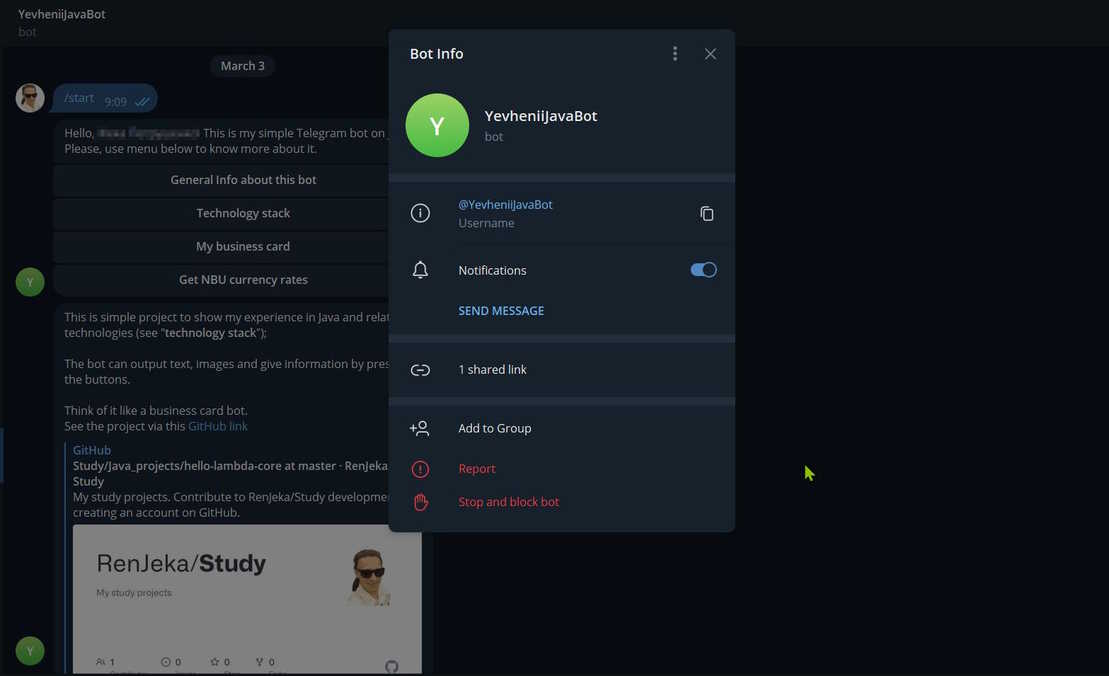 YevheniiJavaBot
bot
March 3
/start 9:09
Hello, This is my simple Telegram bot on
Please, use menu below to know more about it.
General Info about this bot
Technology stack
My business card
Get NBU currency rates
Y
This is simple project to show my experience in Java and relat
technologies (see "technology stack");
The bot can output text, images and give information by pres
the buttons.
Think of it like a business card bot.
See the project via this GitHub link
GitHub
Study/Java_projects/hello-lambda-core at master · RenJeka
Study
My study projects. Contribute to RenJeka/Study developme
creating an account on GitHub.
RenJeka/Study
My study projects
1 0 0 0
Y
Bot Info
Y
YevheniiJavaBot
bot
@YevheniiJavaBot
Username
Notifications
SEND MESSAGE
1 shared link
Add to Group
Report
Stop and block bot